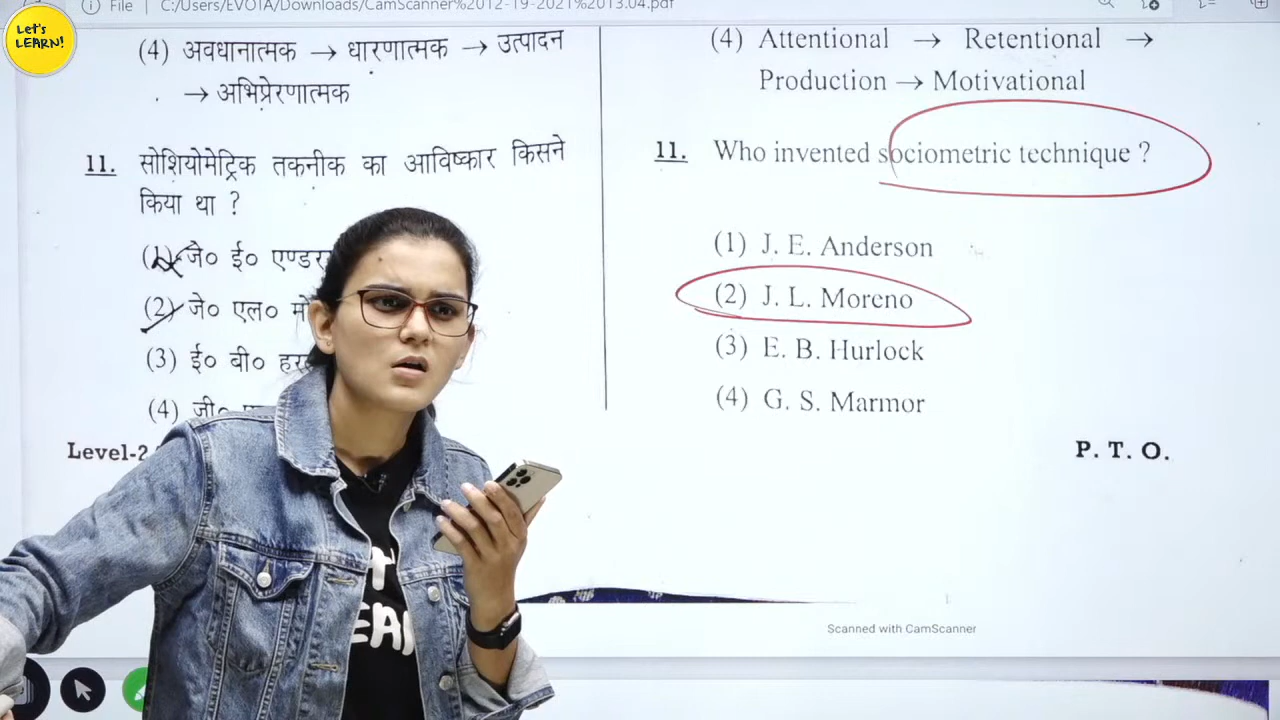 File | C:/Users/EVOTA/Downloads/CamScanner%2012-19-2021%2013.04.pdf
Let's
LEARN!
(4) अवधानात्मक → धारणात्मक → उत्पादन
→ अभिप्रेरणात्मक
11. सोशियोमेट्रिक तकनीक का आविष्कार किसने
किया था ?
(1) जे० ई०
(2) जे० एल०
(3) ई० बी०
(4) जी०
Level-2
(4) Attentional → Retentional →
Production → Motivational
11. Who invented sociometric technique ?
(1) J. E. Anderson
(2) J. L. Moreno
(3) E. B. Hurlock
(4) G. S. Marmor
P. T. O.
Scanned with CamScanner